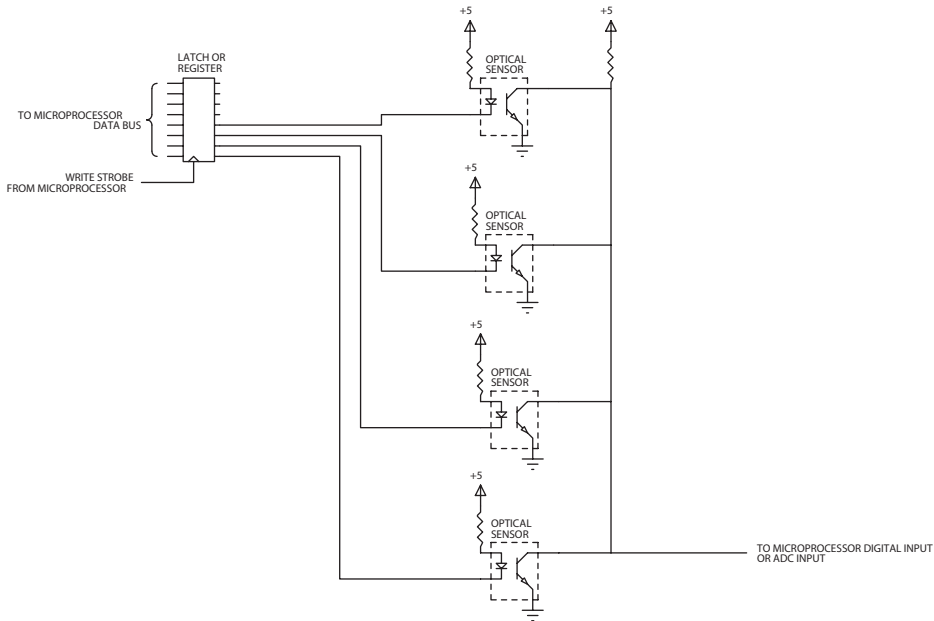 +5
+5
OPTICAL
SENSOR
LATCH OR
REGISTER
TO MICROPROCESSOR
DATA BUS
WRITE STROBE
FROM MICROPROCESSOR
+5
OPTICAL
SENSOR
+5
OPTICAL
SENSOR
+5
OPTICAL
SENSOR
TO MICROPROCESSOR DIGITAL INPUT
OR ADC INPUT